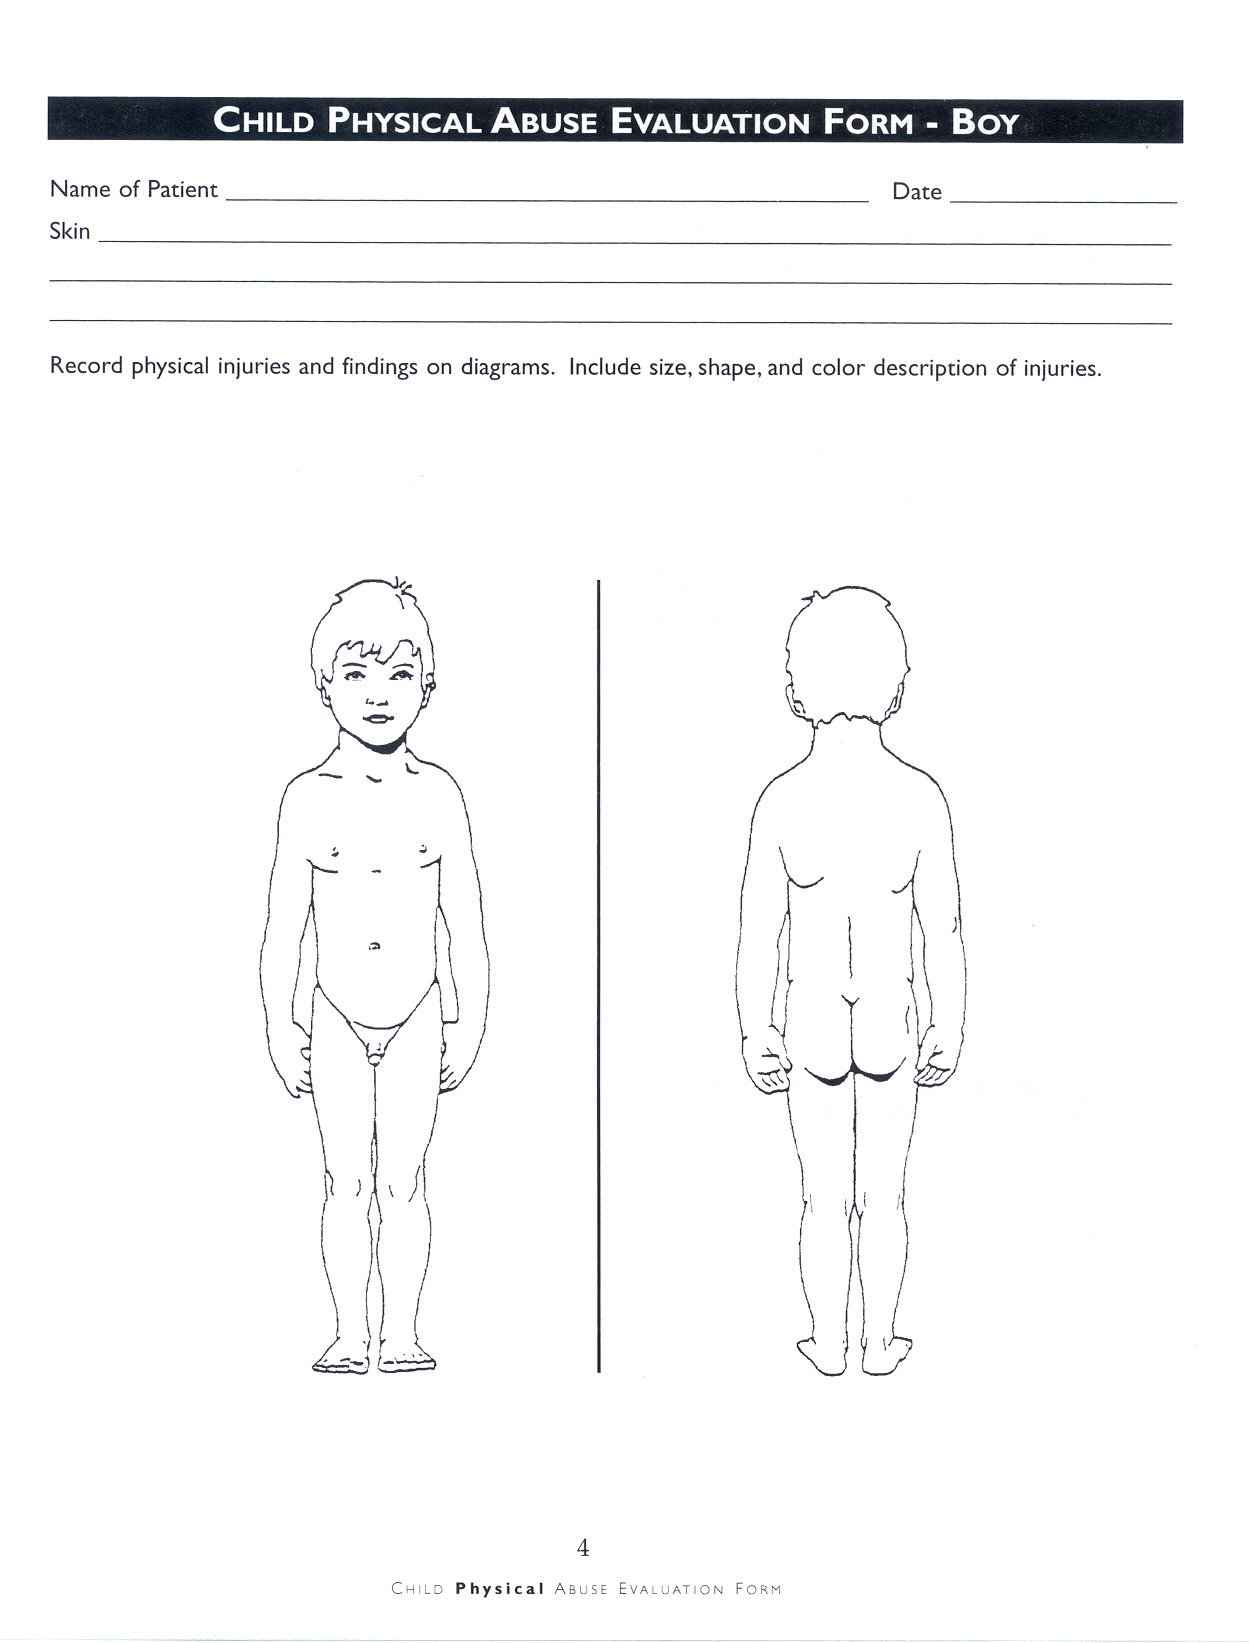 CHILD PHYSICAL ABUSE EVALUATION FORM - BOY
Name of Patient Date
Skin
Record physical injuries and findings on diagrams. Include size, shape, and color description of injuries.
4
CHILD Physical ABUSE EVALUATION FORM